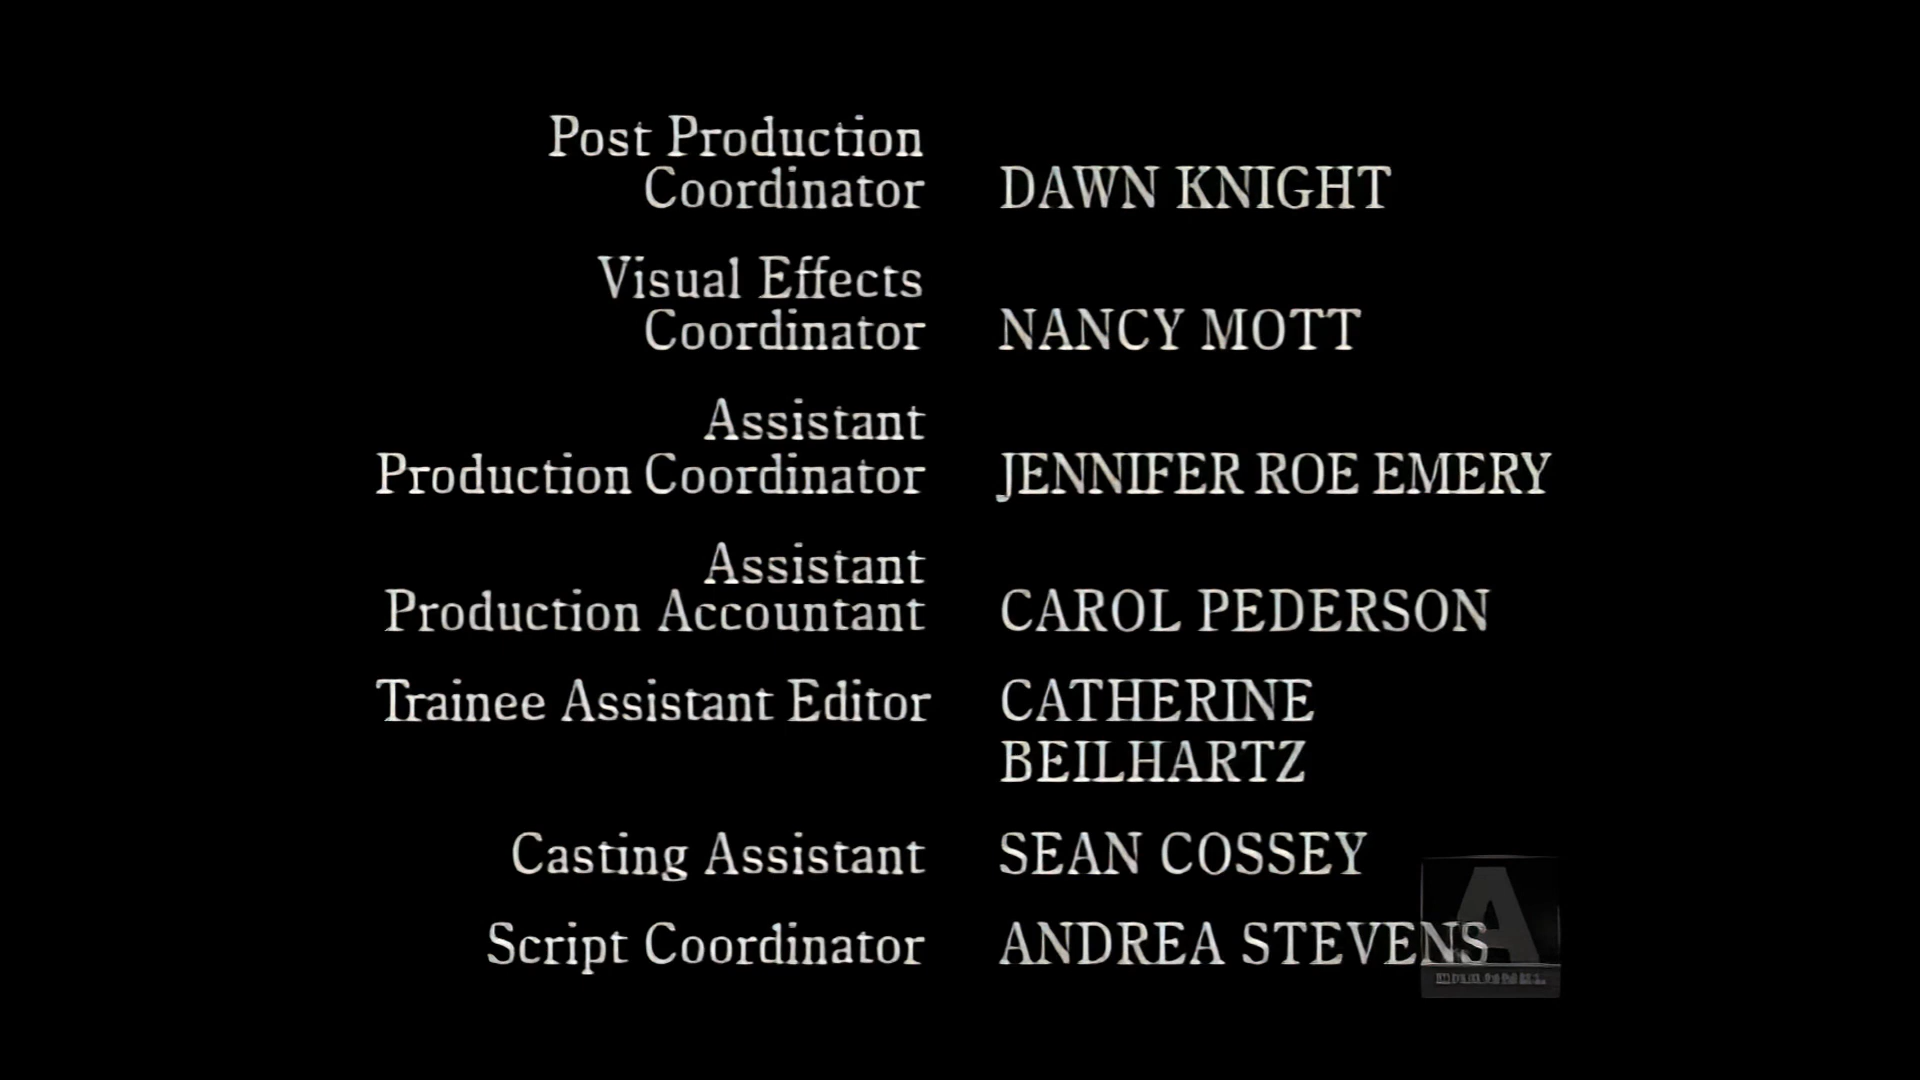 Post Production
Coordinator DAWN KNIGHT
Visual Effects
Coordinator NANCY MOTT
Assistant
Production Coordinator JENNIFER ROE EMERY
Assistant
Production Accountant CAROL PEDERSON
Trainee Assistant Editor CATHERINE
BEILHARTZ
Casting Assistant SEAN COSSEY
Script Coordinator ANDREA STEVENS
A